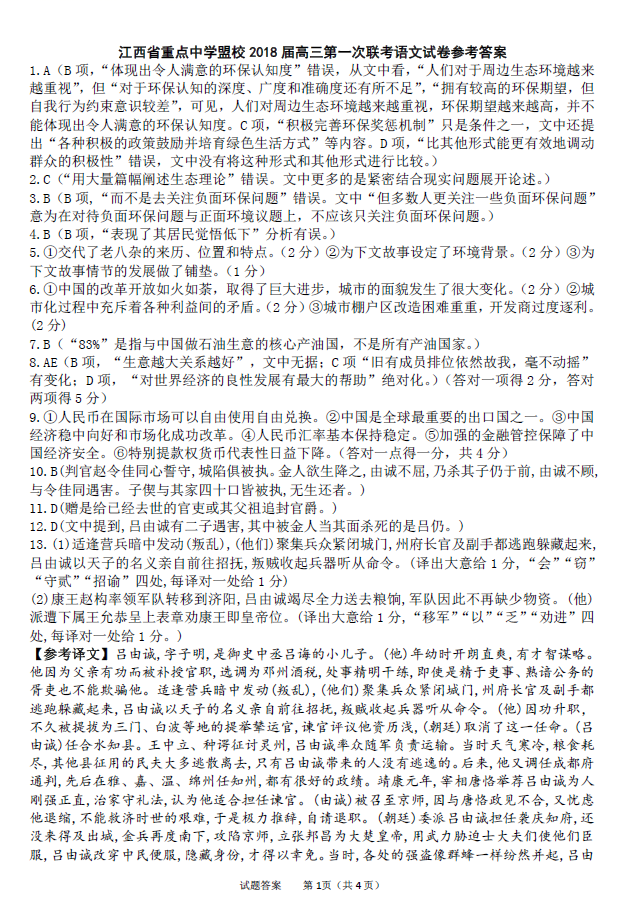 江西省重点中学盟校 2018 届高三第一次联考语文试卷参考答案
1.A（B 项，“体现出令人满意的环保认知度”错误，从文中看，“人们对于周边生态环境越来
越重视”，但“对于环保认知的深度、广度和准确度还有所不足”，“拥有较高的环保期望，但
自我行为约束意识较差”，可见，人们对周边环境越来越重视，环保期望越来越高，并不
能体现出令人满意的环保认知度。C 项，“积极完善环保奖惩机制”只是条件之一，文中还提
出“各种积极的政策鼓励并培育绿色生活方式”等内容。D 项，“比其他形式能更有效地调动
群众的积极性”错误，文中没有将这种形式和其他形式进行比较。）
2.C（“用大量篇幅阐述生态理论”错误。文中更多的是紧密结合现实问题展开论述。）
3.B（B 项，“而不是去关注负面环保问题”错误。文中“但多数人更关注一些负面环保问题”
意为在对待负面环保问题与正面环境议题上，不应该只关注负面环保问题。）
4.B（B 项，“表现了其居民觉悟低下”分析有误。）
5.①交代了老八杂的来历、位置和特点。（2 分）②为下文故事设定了环境背景。（2 分）③为
下文故事情节的发展做了铺垫。（1 分）
6.①中国的改革开放如火如荼，取得了巨大进步，城市的面貌发生了很大变化。（2 分）②城
市化过程中充斥着各种利益间的矛盾。（2 分）③城市棚户区改造困难重重，开发商过度逐利。
(2 分)
7.B（“83%”是指与中国做石油生意的核心产油国，不是所有产油国家。）
8.AE（B 项，“生意越大关系越好”，文中无据；C 项“旧有成员排位依然故我，毫不动摇”
有变化；D 项，“对世界经济的良性发展有最大的帮助”绝对化。）（答对一项得 2 分，答对
两项得 5 分）
9.①人民币在国际市场可以自由使用自由兑换。②中国是全球最重要的出口国之一。③中国
经济稳中向好和市场化成功改革。④人民币汇率基本保持稳定。⑤加强的金融管控保障了中
国经济安全。⑥特别提款权货币代表性日益下降。（答对一点得一分，共 4 分）
10.B(判官赵令佳同心誓守,城陷俱被执。金人欲生降之,由诚不屈,乃杀其子仍于前,由诚不顾,
与令佳同遇害。子偰与其家四十口皆被执,无生还者。)
11.D(赠是给已经去世的官吏或其父祖追封官爵。)
12.D(文中提到,吕由诚有二子遇害,其中被金人当其面杀死的是吕仍。)
13.(1)适逢营兵暗中发动(叛乱),(他们)聚集兵众紧闭城门,州府长官及副手都逃跑躲藏起来,
吕由诚以天子的名义亲自前往招抚,叛贼收起兵器听从命令。(译出大意给 1 分,“会”“窃”
“守贰”“招谕”四处,每译对一处给 1 分)
(2)康王赵构率领军队转移到济阳,吕由诚竭尽全力送去粮饷,军队因此不再缺少物资。(他)
派遣下属王允恭呈上表章劝康王即皇帝位。(译出大意给 1 分,“移军”“以”“乏”“劝进”四
处,每译对一处给 1 分。)
【参考译文】吕由诚,字子明,是御史中丞吕诲的小儿子。(他)年幼时开朗直爽,有才智谋略。
他因为父亲有功而被补授官职,选调为邓州酒税,处事精明干练,即使是精于吏事、熟谙公务的
胥吏也不能欺骗他。适逢营兵暗中发动(叛乱),(他们)聚集兵众紧闭城门,州府长官及副手都
逃跑躲藏起来,吕由诚以天子的名义亲自前往招抚,叛贼收起兵器听从命令。(他)因功升职,
不久被提拔为三门、白波等地的提举辇运官,谏官评议他资历浅,(朝廷)取消了这一任命。(吕
由诚)任合水知县。王中立、种谔征讨灵州,吕由诚率众随军负责运输。当时天气寒冷,粮食耗
尽,其他县征用的民夫大多逃散离去,只有吕由诚带来的人没有逃逸的。后来,他又调任成都府
通判,先后在雅、嘉、温、绵州任知州,都有很好的政绩。靖康元年,宰相唐恪举荐吕由诚为人
刚强正直,治家守礼法,认为他适合担任谏官。(由诚)被召至京师,因与唐恪政见不合,又忧虑
他退缩,不能救济时世的艰难,于是极力推辞,自请退职。(朝廷)委派吕由诚担任袭庆知府,还
没来得及出城,金兵再度南下,攻陷京师,立张邦昌为大楚皇帝,用武力胁迫士大夫们使他们臣
服,吕由诚改穿中民便服,隐藏身份,才得以幸免。当时,各处的强盗像群蜂一样纷然并起,吕由
试题答案 第 1页（共 4 页）